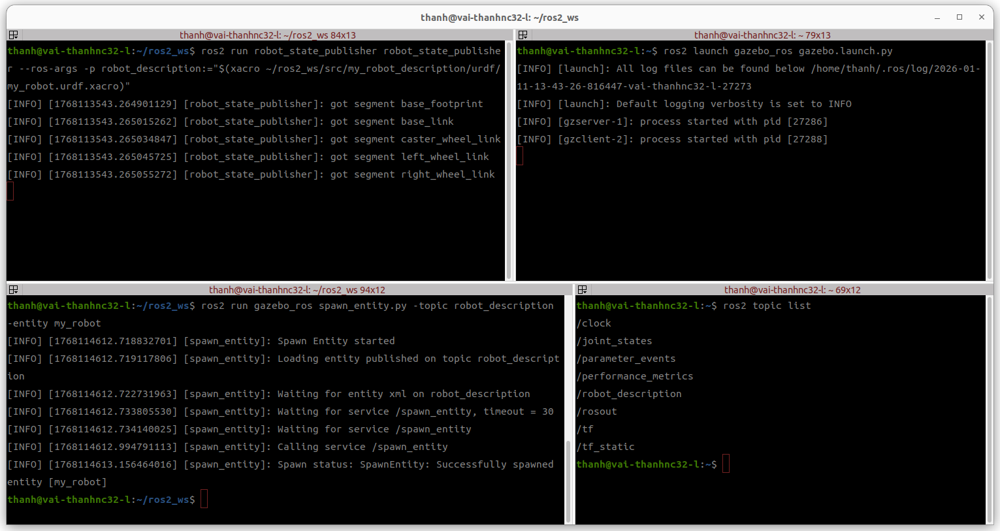 thanh@vai-thanhnc32-l: ~/ros2_ws
thanh@vai-thanhnc32-l: ~/ros2_ws 84x13
thanh@vai-thanhnc32-l:~/ros2_ws$ ros2 run robot_state_publisher robot_state_publishe
r --ros-args -p robot_description:="$(xacro ~/ros2_ws/src/my_robot_description/urdf/
my_robot.urdf.xacro)"
[INFO] [1768113543.264901129] [robot_state_publisher]: got segment base_footprint
[INFO] [1768113543.265015262] [robot_state_publisher]: got segment base_link
[INFO] [1768113543.265034847] [robot_state_publisher]: got segment caster_wheel_link
[INFO] [1768113543.265045725] [robot_state_publisher]: got segment left_wheel_link
[INFO] [1768113543.265055272] [robot_state_publisher]: got segment right_wheel_link
thanh@vai-thanhnc32-l: ~ 79x13
thanh@vai-thanhnc32-l:~$ ros2 launch gazebo_ros gazebo.launch.py
[INFO] [launch]: All log files can be found below /home/thanh/.ros/log/2026-01-
11-13-43-26-816447-vai-thanhnc32-l-27273
[INFO] [launch]: Default logging verbosity is set to INFO
[INFO] [gzserver-1]: process started with pid [27286]
[INFO] [gzclient-2]: process started with pid [27288]
thanh@vai-thanhnc32-l: ~/ros2_ws 94x12
thanh@vai-thanhnc32-l:~/ros2_ws$ ros2 run gazebo_ros spawn_entity.py -topic robot_description
-entity my_robot
[INFO] [1768114612.718832701] [spawn_entity]: Spawn Entity started
[INFO] [1768114612.719117806] [spawn_entity]: Loading entity published on topic robot_descript
ion
[INFO] [1768114612.722731963] [spawn_entity]: Waiting for entity xml on robot_description
[INFO] [1768114612.733805530] [spawn_entity]: Waiting for service /spawn_entity, timeout = 30
[INFO] [1768114612.734140025] [spawn_entity]: Waiting for service /spawn_entity
[INFO] [1768114612.994791113] [spawn_entity]: Calling service /spawn_entity
[INFO] [1768114613.156464016] [spawn_entity]: Spawn status: SpawnEntity: Successfully spawned
entity [my_robot]
thanh@vai-thanhnc32-l:~/ros2_ws$
thanh@vai-thanhnc32-l: ~ 69x12
thanh@vai-thanhnc32-l:~$ ros2 topic list
/clock
/joint_states
/parameter_events
/performance_metrics
/robot_description
/rosout
/tf
/tf_static
thanh@vai-thanhnc32-l:~$